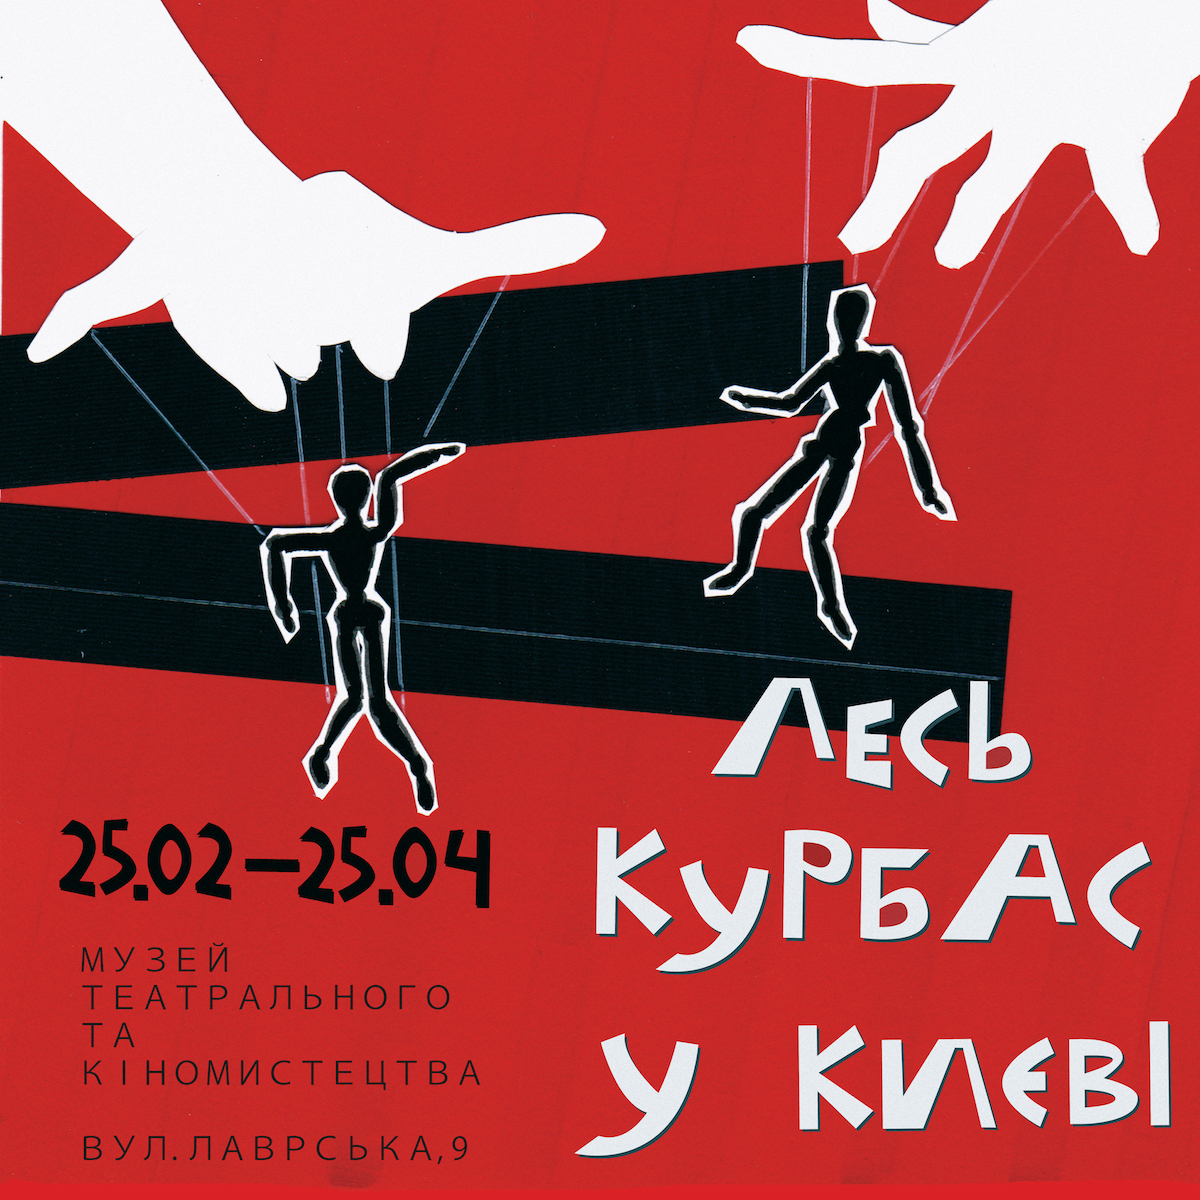 ЛЕСЬ
КУРБАС
У КИЄВІ
25.02–25.04
МУЗЕЙ
ТЕАТРАЛЬНОГО
ТА
КІНОМИСТЕЦТВА
ВУЛ.ЛАВРСЬКА,9